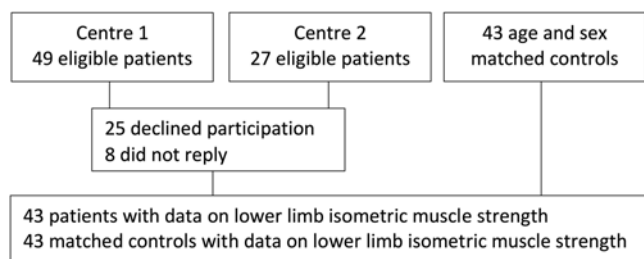 Centre 1
49 eligible patients
Centre 2
27 eligible patients
43 age and sex
matched controls
25 declined participation
8 did not reply
43 patients with data on lower limb isometric muscle strength
43 matched controls with data on lower limb isometric muscle strength